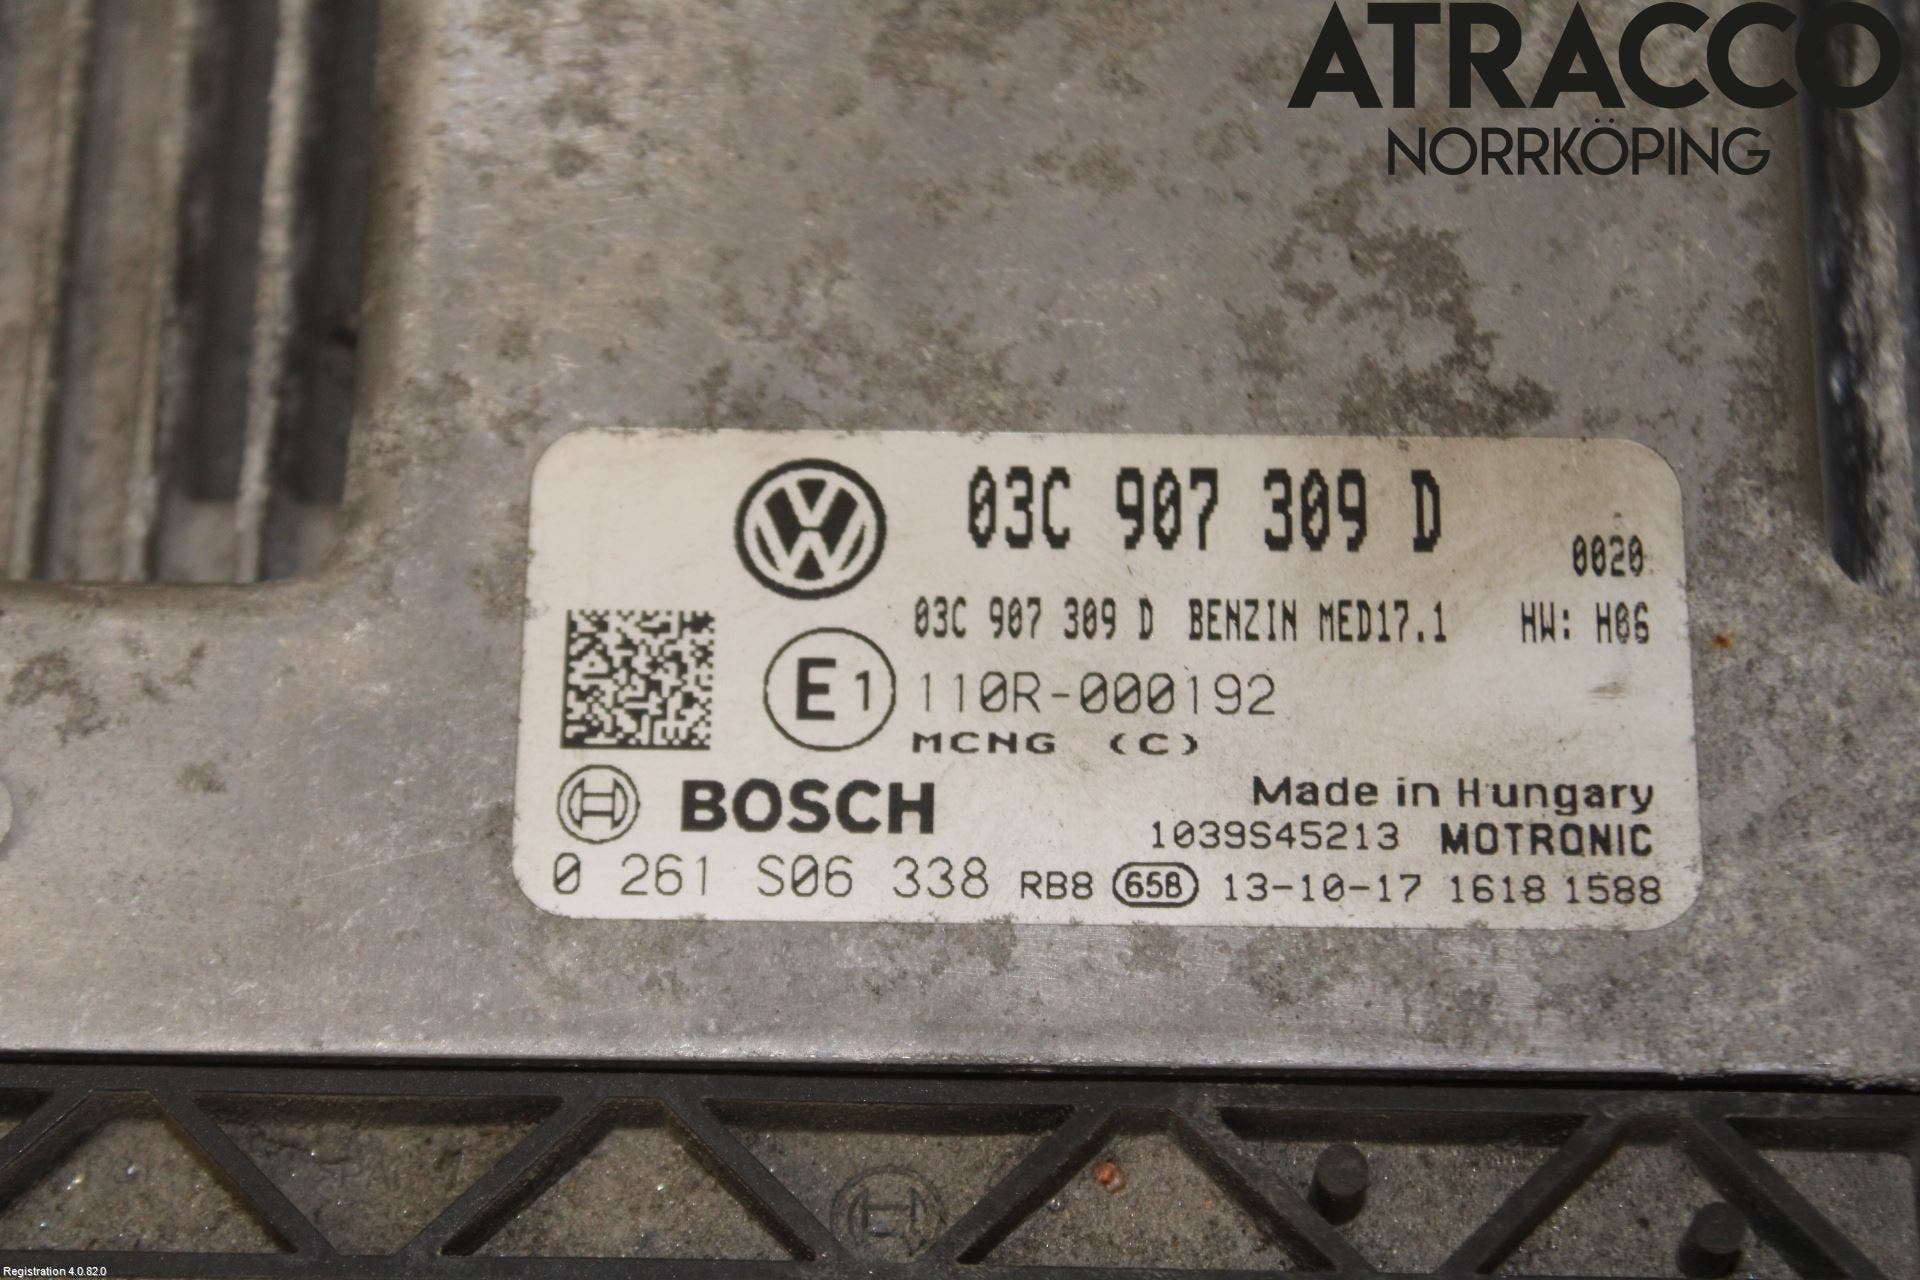 ATRACCO
NORRKÖPING
03C 907 309 D
0020
03C 907 309 D BENZIN MED17.1 HW: H06
E1 110R-000192
MCNG (C)
BOSCH
Made in Hungary
1039S45213 MOTRONIC
0 261 S06 338 RB8 65B 13-10-17 1618 1588
Registration 4.0.82.0